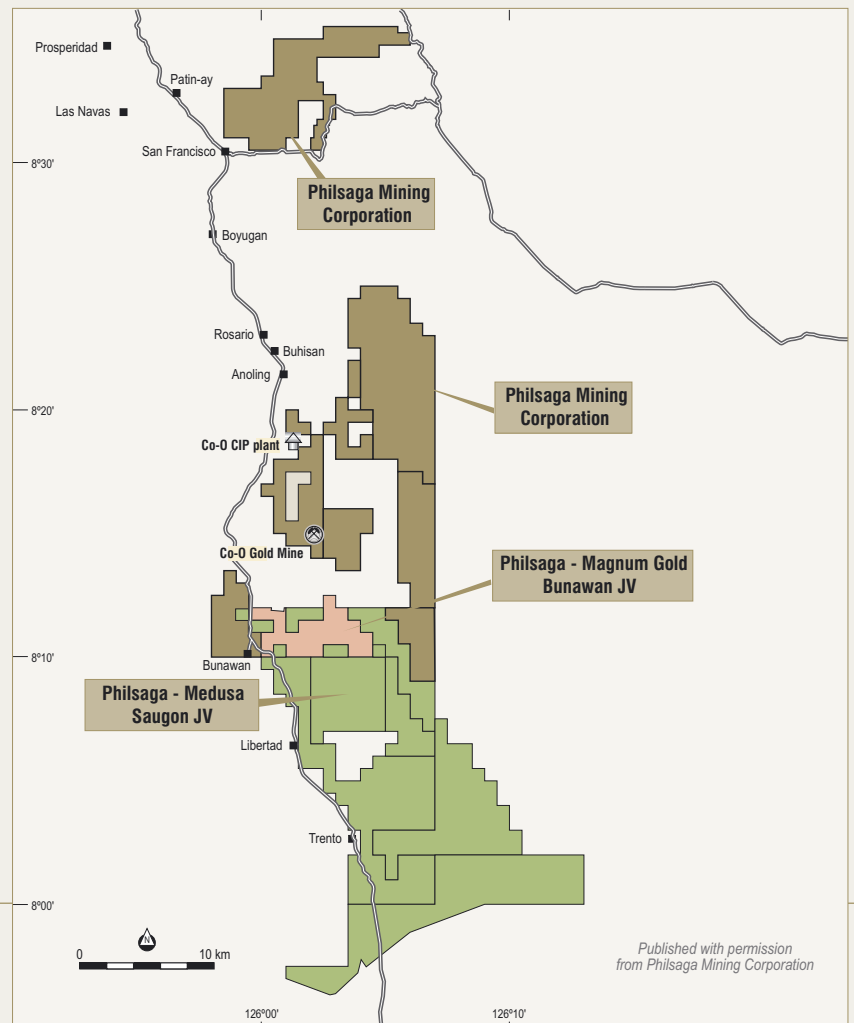 Prosperidad
Patin-ay
Las Navas
San Francisco
8°30'
Philsaga Mining
Corporation
Boyugan
Rosario
Buhisan
Anoling
8°20'
Philsaga Mining
Corporation
Co-O CIP plant
Co-O Gold Mine
Philsaga - Magnum Gold
Bunawan JV
8°10'
Bunawan
Philsaga - Medusa
Saugon JV
Libertad
Trento
8°00'
N
0 10 km
Published with permission
from Philsaga Mining Corporation
126°00' 126°10'